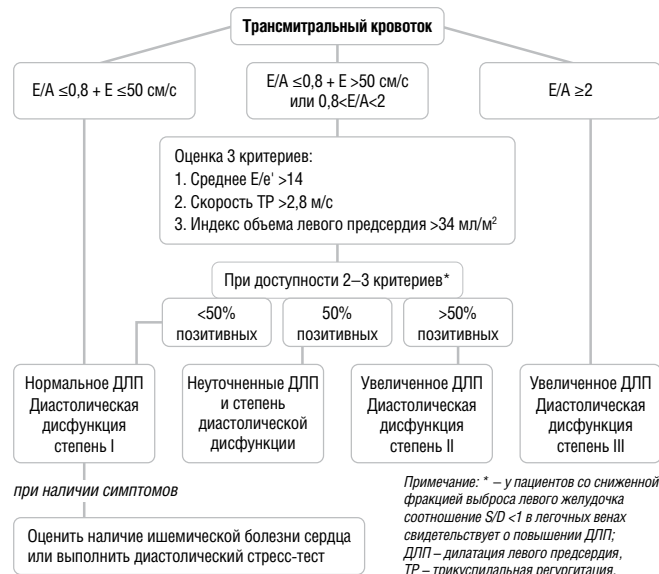 Трансмитральный кровоток
E/A ≤0,8 + E ≤50 см/с
E/A ≤0,8 + E >50 см/с
или 0,8<E/A<2
E/A ≥2
Оценка 3 критериев:
1. Среднее E/e' >14
2. Скорость ТР >2,8 м/с
3. Индекс объема левого предсердия >34 мл/м²
При доступности 2–3 критериев*
<50%
позитивных
50%
позитивных
>50%
позитивных
Нормальное ДЛП
Диастолическая
дисфункция
степень I
Неуточненные ДЛП
и степень
диастолической
дисфункции
Увеличенное ДЛП
Диастолическая
дисфункция
степень II
Увеличенное ДЛП
Диастолическая
дисфункция
степень III
при наличии симптомов
Оценить наличие ишемической болезни сердца
или выполнить диастолический стресс-тест
Примечание: * – у пациентов со сниженной
фракцией выброса левого желудочка
соотношение S/D <1 в легочных венах
свидетельствует о повышении ДЛП;
ДЛП – дилатация левого предсердия,
ТР – трикуспидальная регургитация.